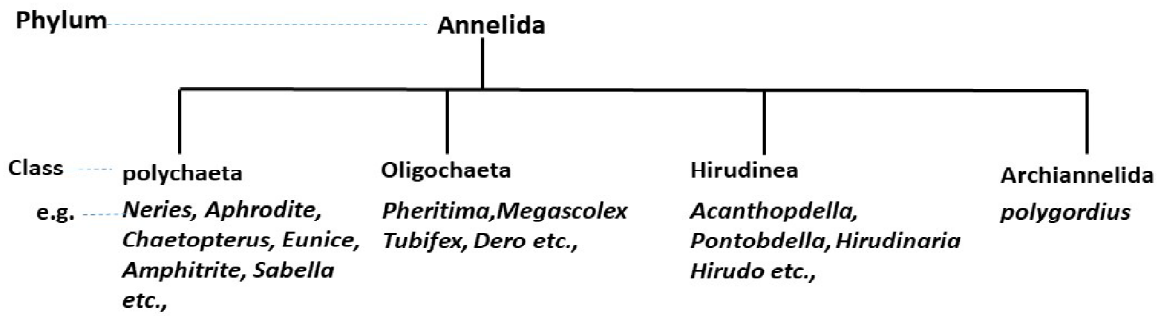 Phylum
Annelida
Class
polychaeta
Oligochaeta
Hirudinea
Archiannelida
e.g.
Neries, Aphrodite,
Chaetopterus, Eunice,
Amphitrite, Sabella
etc.,
Pheritima,Megascolex
Tubifex, Dero etc.,
Acanthopdella,
Pontobdella, Hirudinaria
Hirudo etc.,
polygordius